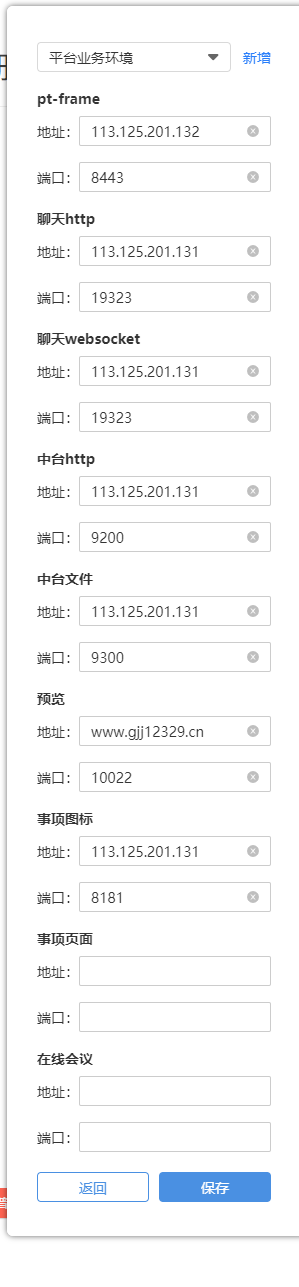 平台业务环境 新增
pt-frame
地址: 113.125.201.132
端口: 8443
聊天http
地址: 113.125.201.131
端口: 19323
聊天websocket
地址: 113.125.201.131
端口: 19323
中台http
地址: 113.125.201.131
端口: 9200
中台文件
地址: 113.125.201.131
端口: 9300
预览
地址: www.gjj12329.cn
端口: 10022
事项图标
地址: 113.125.201.131
端口: 8181
事项页面
地址:
端口:
在线会议
地址:
端口:
返回 保存